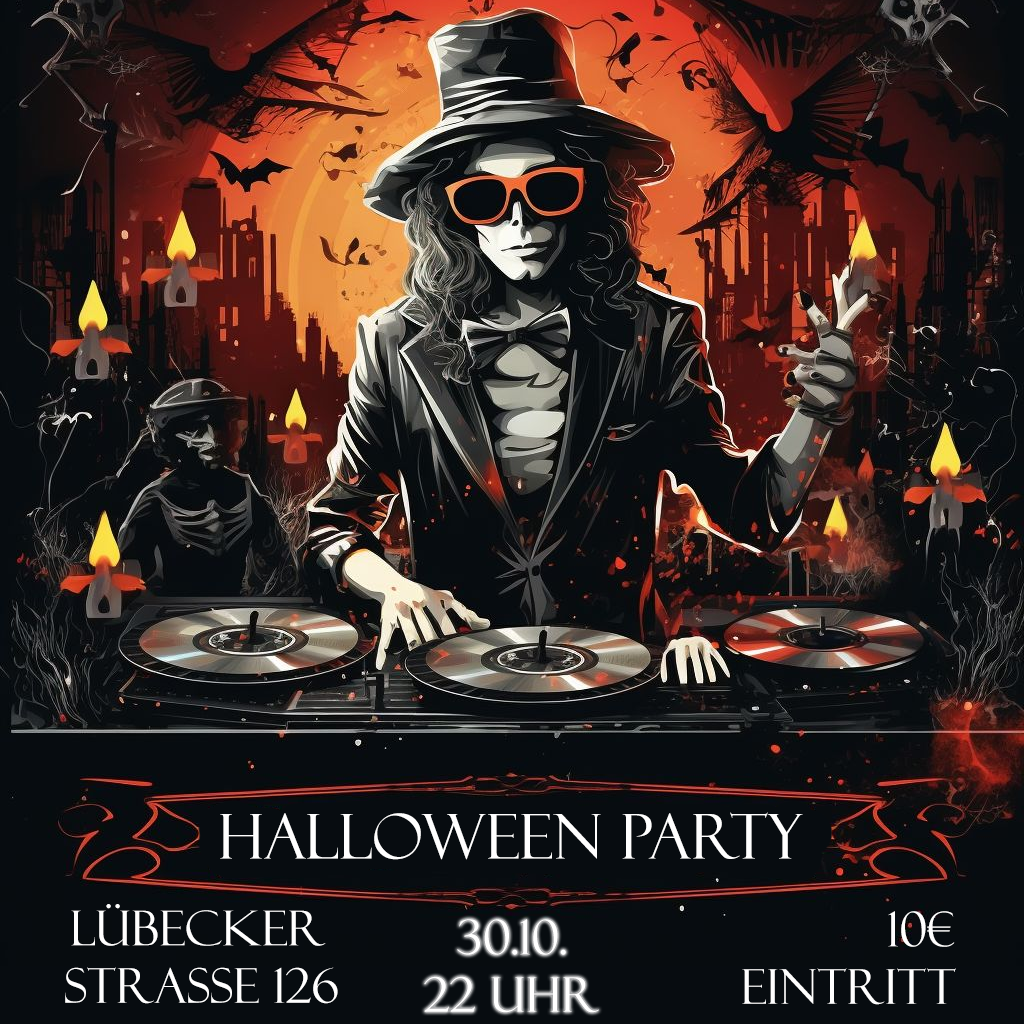 HALLOWEEN PARTY
LÜBECKER
STRASSE 126
30.10.
22 UHR
10€
EINTRITT